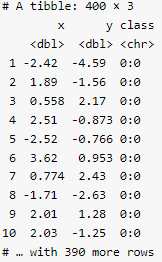 # A tibble: 400 x 3
x y class
<dbl> <dbl> <chr>
1 -2.42 -4.59 0:0
2 1.89 -1.56 0:0
3 0.558 2.17 0:0
4 2.51 -0.873 0:0
5 -2.52 -0.766 0:0
6 3.62 0.953 0:0
7 0.774 2.43 0:0
8 -1.71 -2.63 0:0
9 2.01 1.28 0:0
10 2.03 -1.25 0:0
# … with 390 more rows